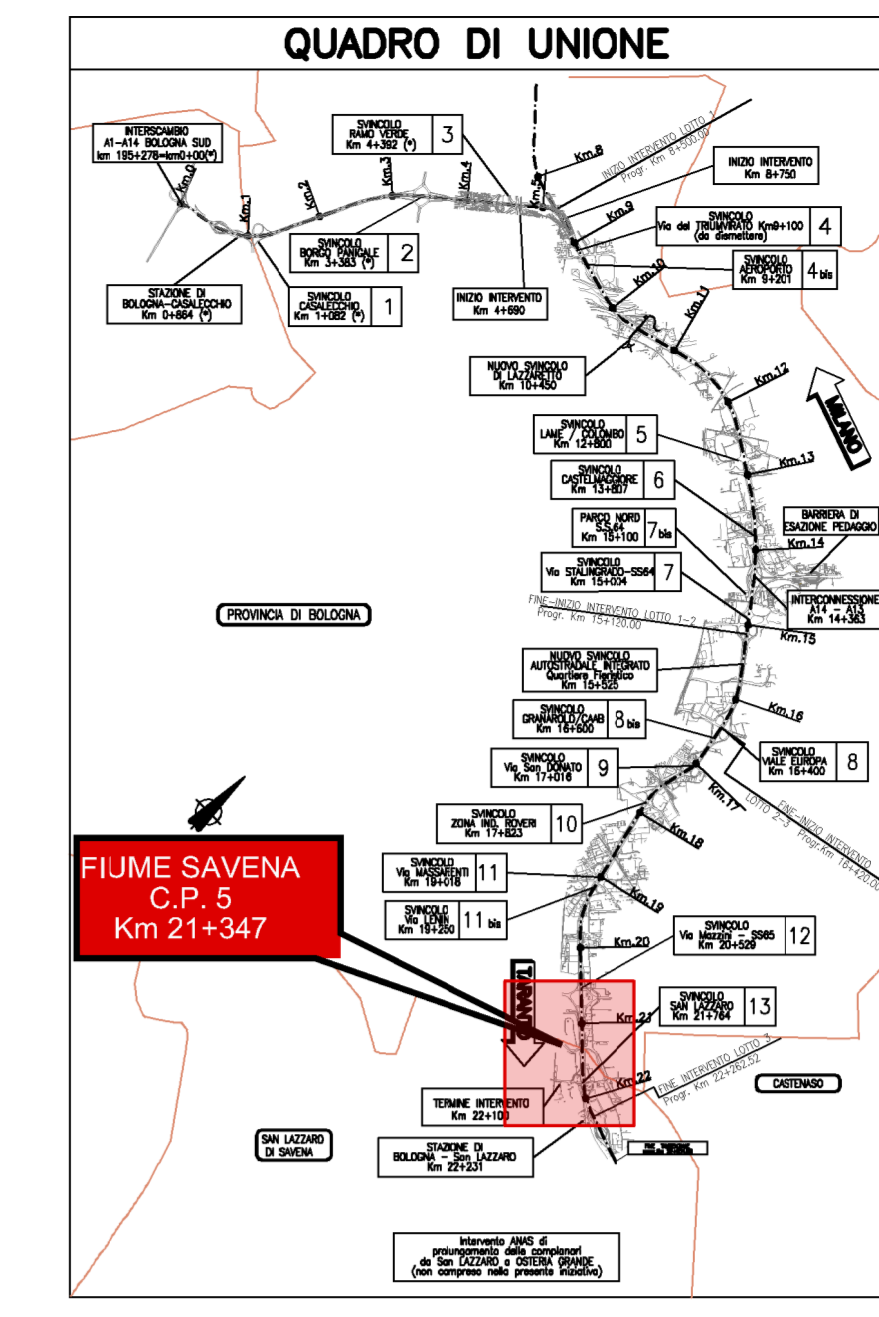 QUADRO DI UNIONE
INTERSCAMBIO
A1-A14 BOLOGNA SUD
km 195+278=km0+00(*)
SVINCOLO
RAMO VERDE
Km 4+392 (*)
3
Km.0
Km.1
Km.2
Km.3
Km.4
Km.5
Km.8
INIZIO INTERVENTO LOTTO 1
Progr. Km 8+500.00
INIZIO INTERVENTO
Km 8+750
Km.9
SVINCOLO
Via del TRIUMVIRATO Km9+100
(da dismettere)
4
SVINCOLO
BORGO PANIGALE
Km 3+383 (*)
2
SVINCOLO
AEROPORTO
Km 9+201
4 bis
STAZIONE DI
BOLOGNA-CASALECCHIO
Km 0+864 (*)
SVINCOLO
CASALECCHIO
Km 1+082 (*)
1
INIZIO INTERVENTO
Km 4+690
Km.10
Km.11
NUOVO SVINCOLO
DI LAZZARETTO
Km 10+450
Km.12
MILANO
SVINCOLO
LAME / COLOMBO
Km 12+800
5
Km.13
SVINCOLO
CASTELMAGGIORE
Km 13+807
6
PARCO NORD
S.S.64
Km 15+100
7 bis
BARRIERA DI
ESAZIONE PEDAGGIO
Km.14
SVINCOLO
Via STALINGRADO-SS64
Km 15+004
7
INTERCONNESSIONE
A14 - A13
Km 14+363
FINE-INIZIO INTERVENTO LOTTO 1-2
Progr. Km 15+120.00
PROVINCIA DI BOLOGNA
Km.15
NUOVO SVINCOLO
AUTOSTRADALE INTEGRATO
Quartiere Fieristico
Km 15+525
Km.16
SVINCOLO
GRANAROLO/CAAB
Km 16+600
8 bis
SVINCOLO
VIALE EUROPA
Km 16+400
8
SVINCOLO
Via San DONATO
Km 17+016
9
Km.17
FINE-INIZIO INTERVENTO
LOTTO 2-3 Progr.Km 16+420.00
SVINCOLO
ZONA IND. ROVERI
Km 17+823
10
Km.18
FIUME SAVENA
C.P. 5
Km 21+347
SVINCOLO
Via MASSARENTI
Km 19+018
11
Km.19
SVINCOLO
Via LENIN
Km 19+250
11 bis
Km.20
SVINCOLO
Via Mazzini - SS65
Km 20+529
12
TARANTO
SVINCOLO
SAN LAZZARO
Km 21+764
13
Km.21
FINE INTERVENTO LOTTO 3
Progr. Km 22+262.52
Km.22
CASTENASO
TERMINE INTERVENTO
Km 22+100
SAN LAZZARO
DI SAVENA
STAZIONE DI
BOLOGNA - San LAZZARO
Km 22+231
Intervento ANAS di
prolungamento delle complanari
da San LAZZARO a OSTERIA GRANDE
(non compreso nella presente iniziativa)